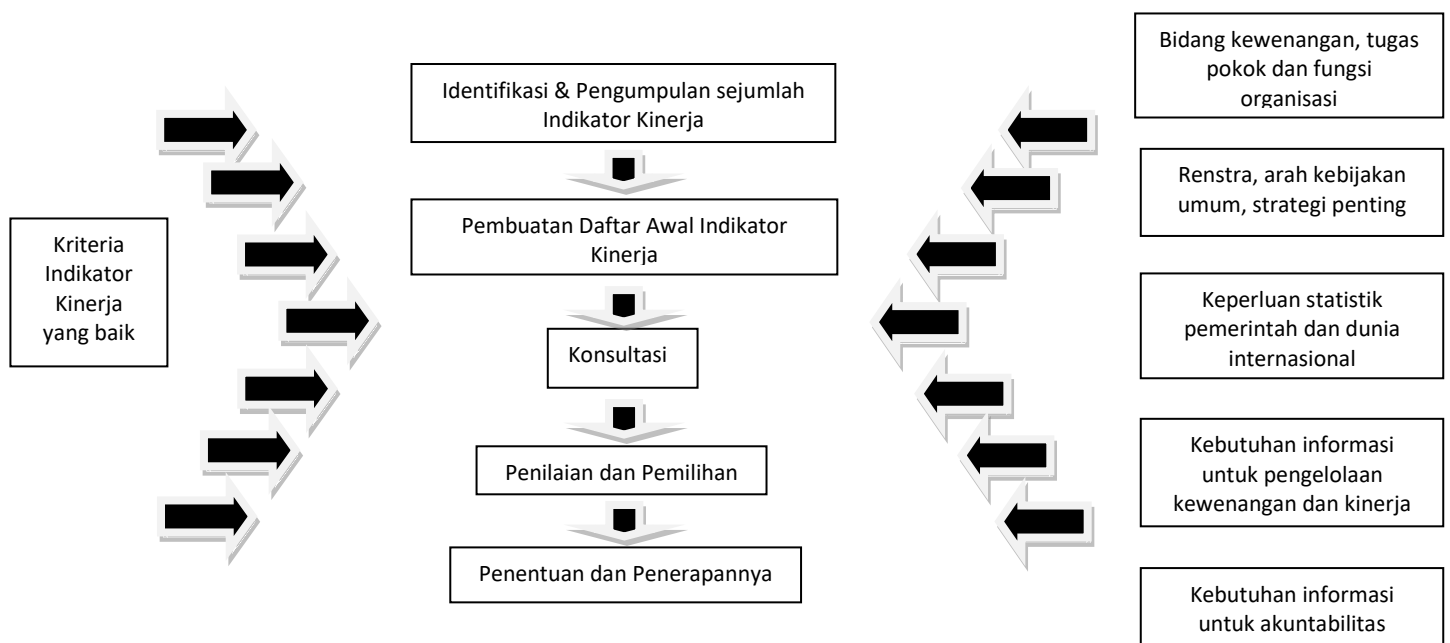 Kriteria
Indikator
Kinerja
yang baik
Identifikasi & Pengumpulan sejumlah
Indikator Kinerja
Pembuatan Daftar Awal Indikator
Kinerja
Konsultasi
Penilaian dan Pemilihan
Penentuan dan Penerapannya
Bidang kewenangan, tugas
pokok dan fungsi
organisasi
Renstra, arah kebijakan
umum, strategi penting
Keperluan statistik
pemerintah dan dunia
internasional
Kebutuhan informasi
untuk pengelolaan
kewenangan dan kinerja
Kebutuhan informasi
untuk akuntabilitas